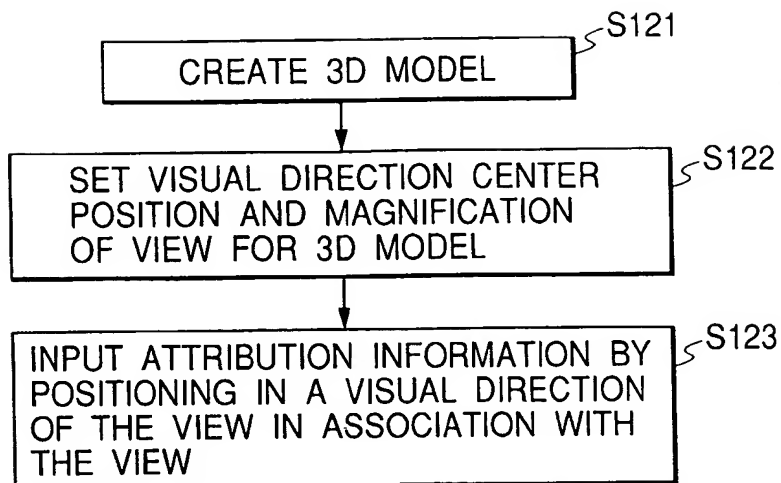 S121
CREATE 3D MODEL
S122
SET VISUAL DIRECTION CENTER
POSITION AND MAGNIFICATION
OF VIEW FOR 3D MODEL
S123
INPUT ATTRIBUTION INFORMATION BY
POSITIONING IN A VISUAL DIRECTION
OF THE VIEW IN ASSOCIATION WITH
THE VIEW